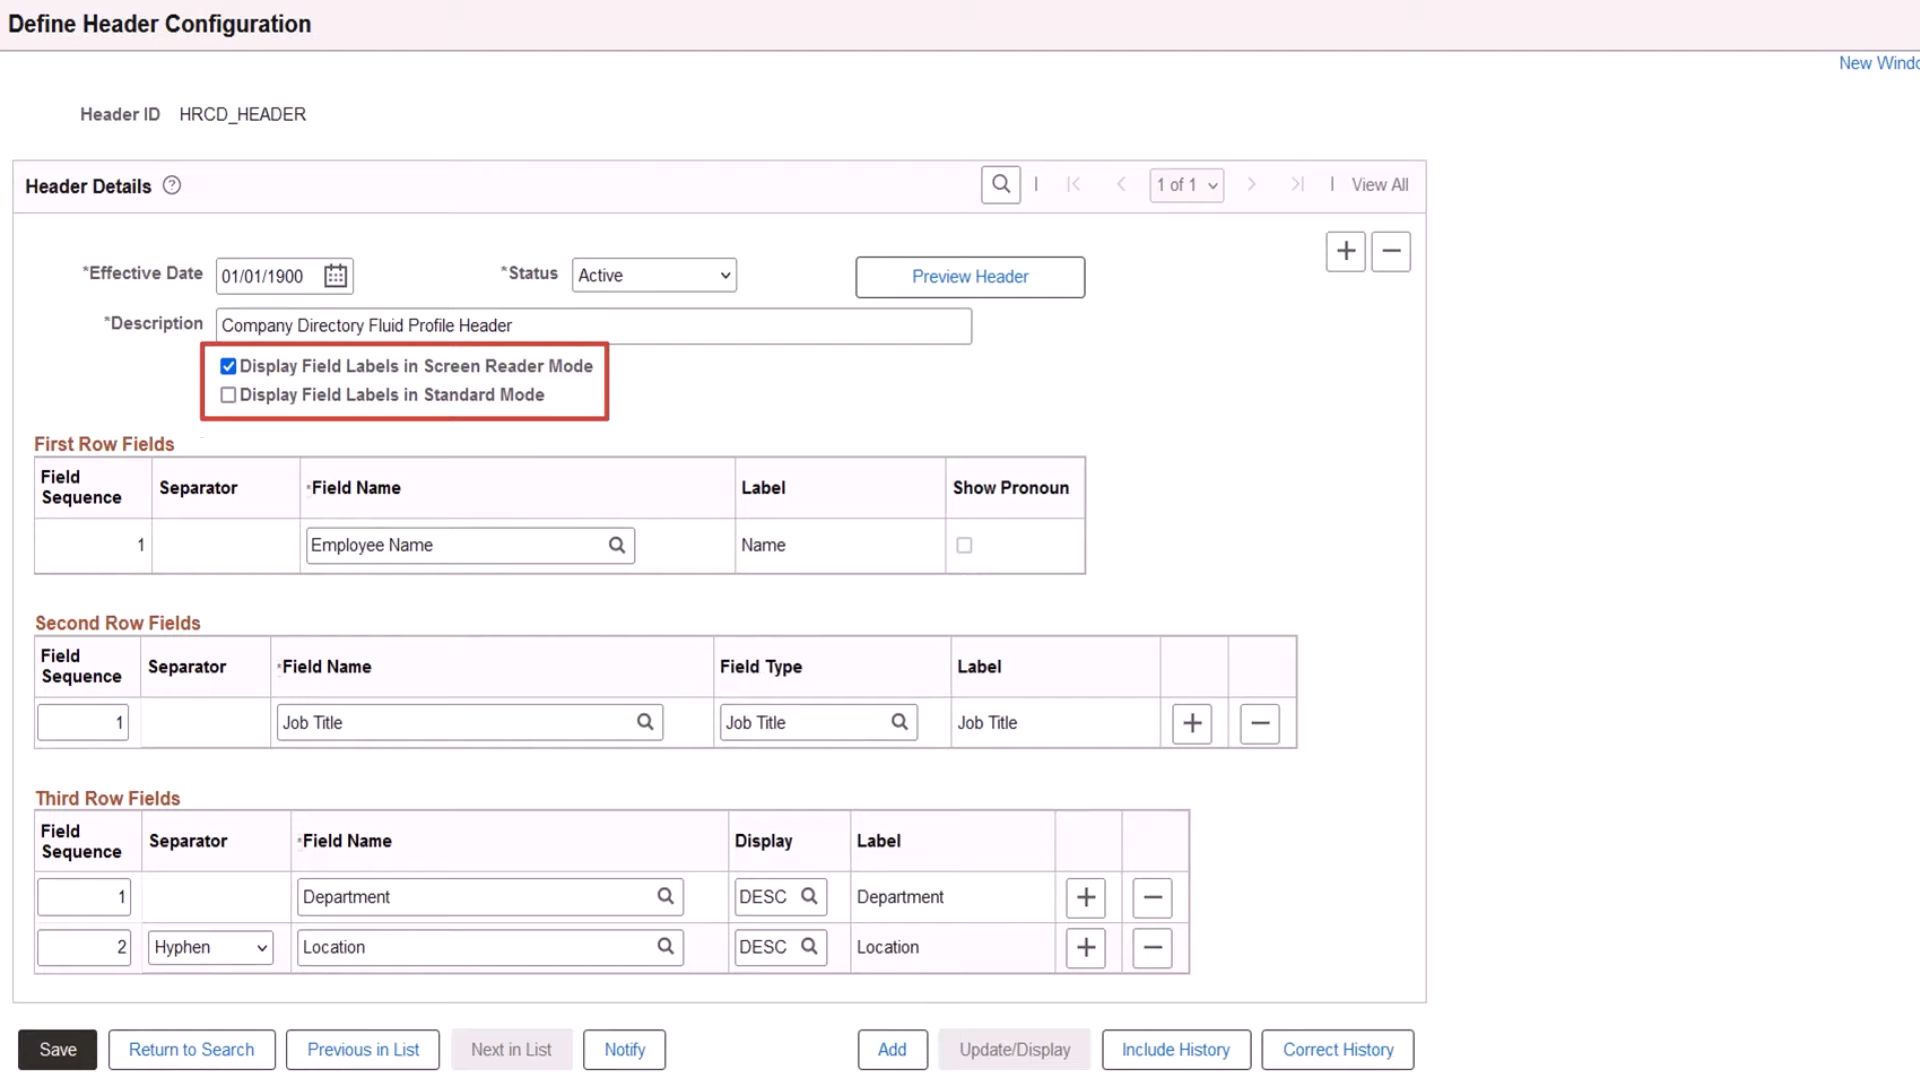 Define Header Configuration
New Windo
Header ID HRCD_HEADER
Header Details ? 1 of 1 View All
*Effective Date 01/01/1900 *Status Active Preview Header
*Description Company Directory Fluid Profile Header
Display Field Labels in Screen Reader Mode
Display Field Labels in Standard Mode
First Row Fields
Field Sequence Separator *Field Name Label Show Pronoun
1 Employee Name Name
Second Row Fields
Field Sequence Separator *Field Name Field Type Label
1 Job Title Job Title Job Title
Third Row Fields
Field Sequence Separator *Field Name Display Label
1 Department DESC Department
2 Hyphen Location DESC Location
Save Return to Search Previous in List Next in List Notify Add Update/Display Include History Correct History